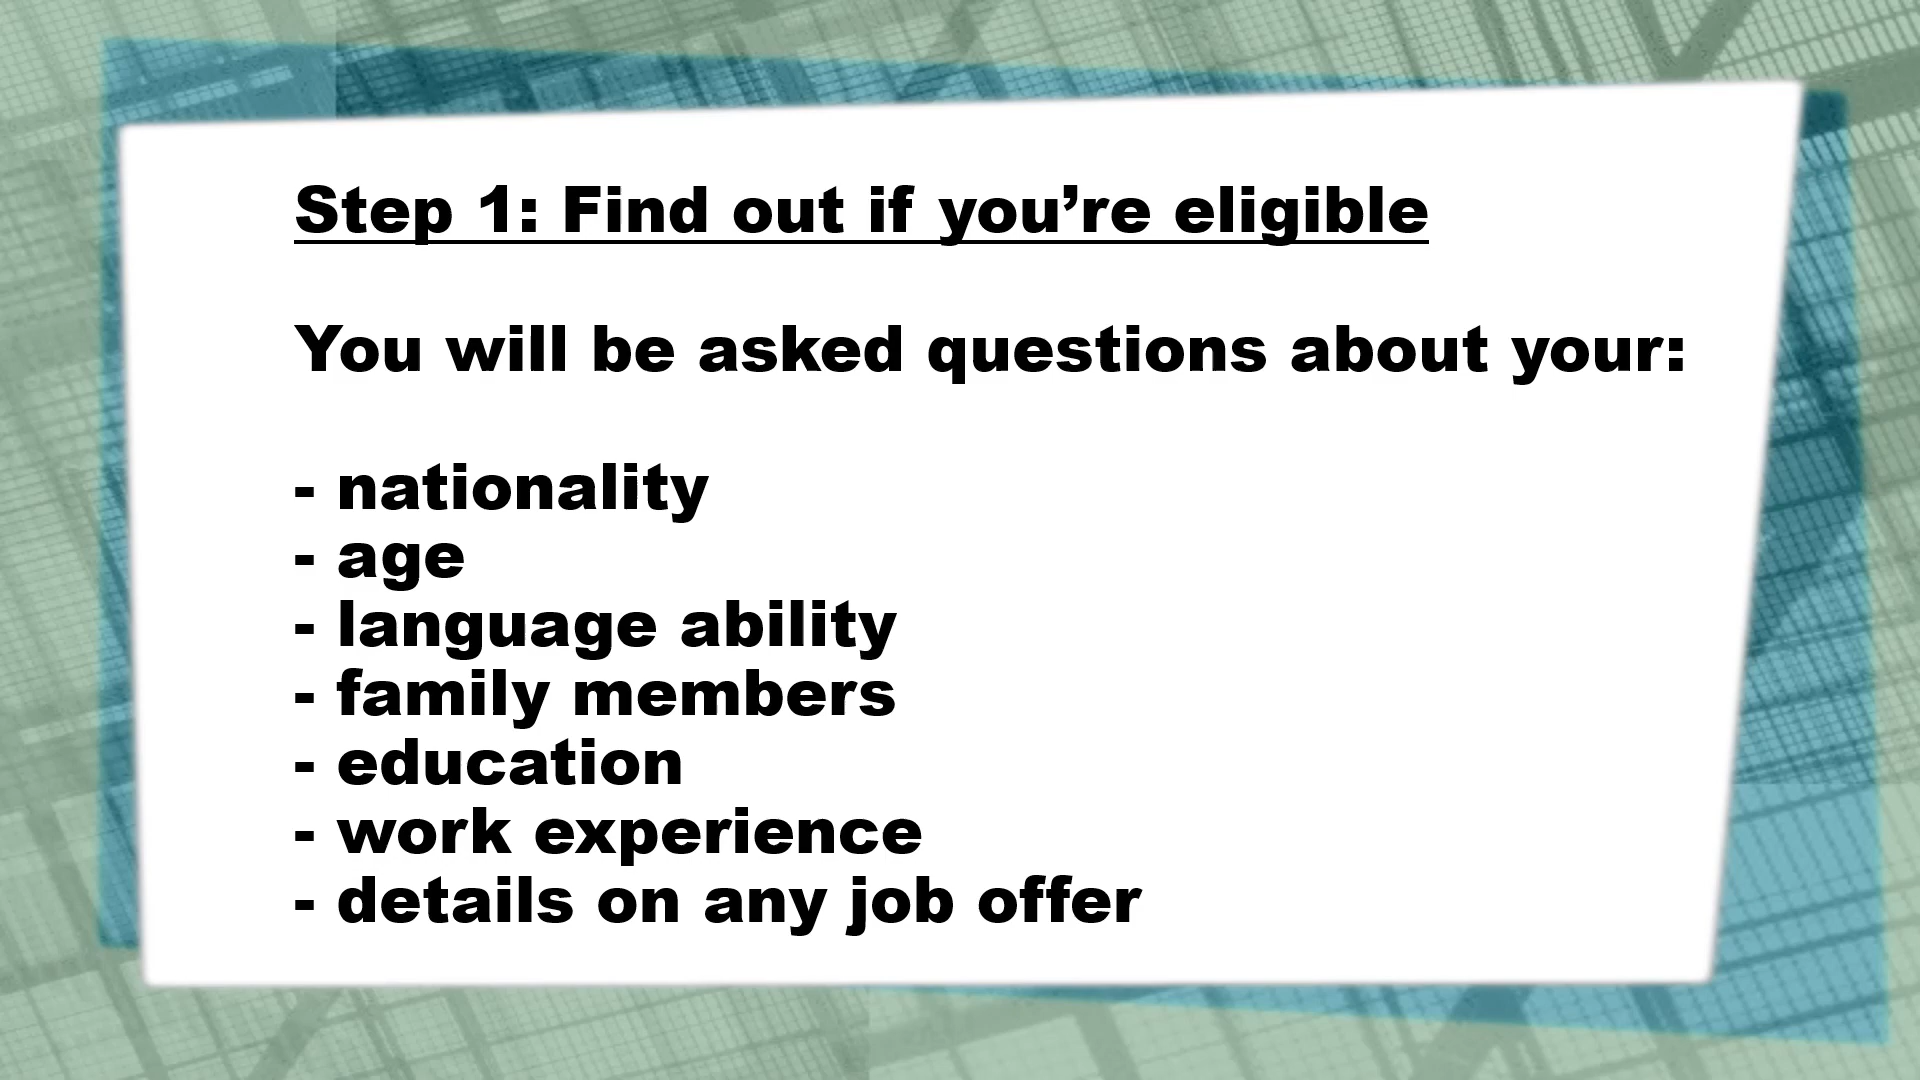 Step 1: Find out if you’re eligible
You will be asked questions about your:
- nationality
- age
- language ability
- family members
- education
- work experience
- details on any job offer